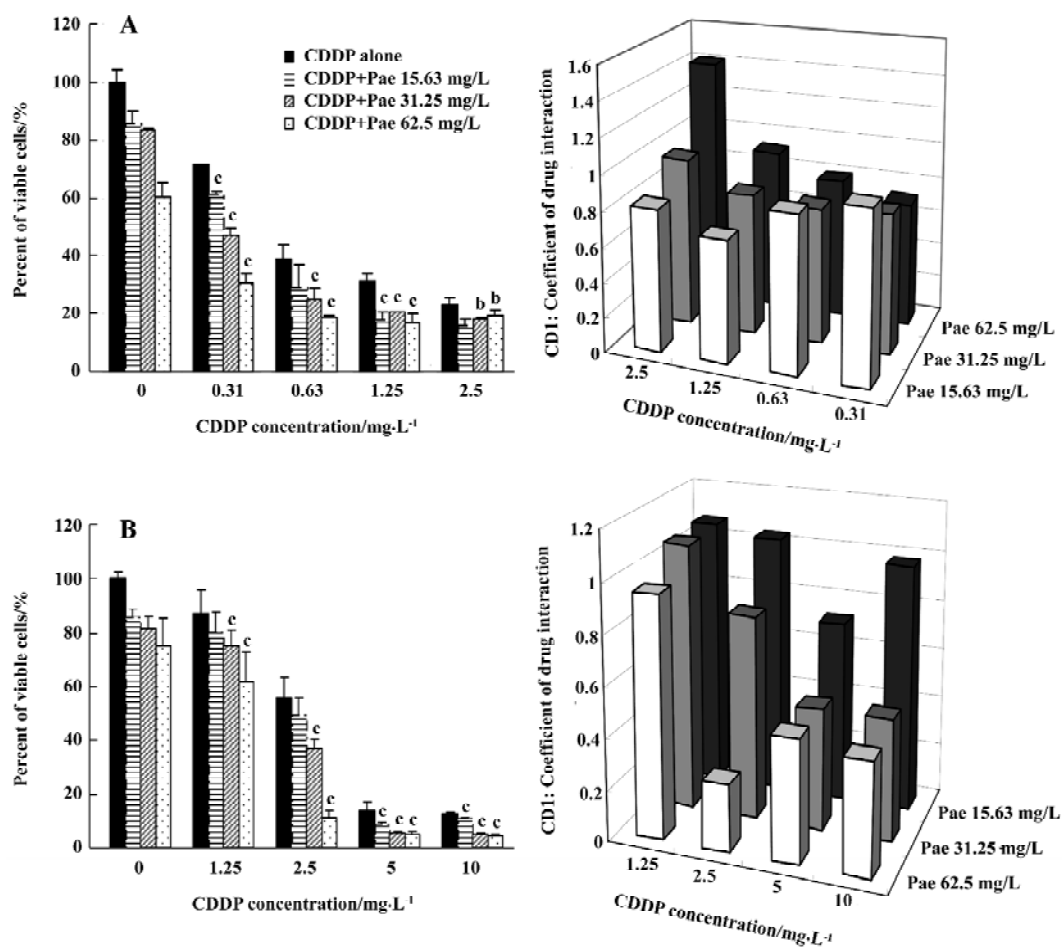 A
Percent of viable cells/%
120
100
80
60
40
20
0
CDDP alone
CDDP+Pae 15.63 mg/L
CDDP+Pae 31.25 mg/L
CDDP+Pae 62.5 mg/L
c
c
c
c
c c c
b b
0 0.31 0.63 1.25 2.5
CDDP concentration/mg·L-1
CD1: Coefficient of drug interaction
1.6
1.4
1.2
1
0.8
0.6
0.4
0.2
0
2.5 1.25 0.63 0.31
CDDP concentration/mg·L-1
Pae 62.5 mg/L
Pae 31.25 mg/L
Pae 15.63 mg/L
B
Percent of viable cells/%
120
100
80
60
40
20
0
c c
c
c
c c c
c c c
0 1.25 2.5 5 10
CDDP concentration/mg·L-1
CD1: Coefficient of drug interaction
1.2
1
0.8
0.6
0.4
0.2
0
1.25 2.5 5 10
CDDP concentration/mg·L-1
Pae 15.63 mg/L
Pae 31.25 mg/L
Pae 62.5 mg/L